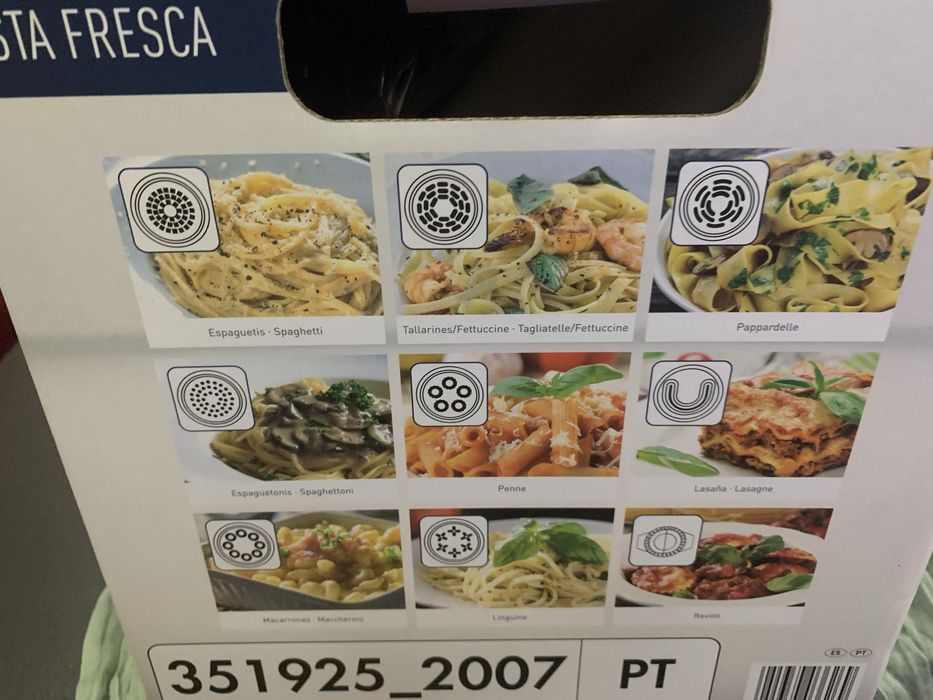 STA FRESCA
Espaguetis · Spaghetti
Tallarines/Fettuccine · Tagliatelle/Fettuccine
Pappardelle
Espaguetonis · Spaghettoni
Penne
Lasaña · Lasagne
Macarrones · Maccheroni
Linguine
Ravioli
ES PT
351925_2007 PT